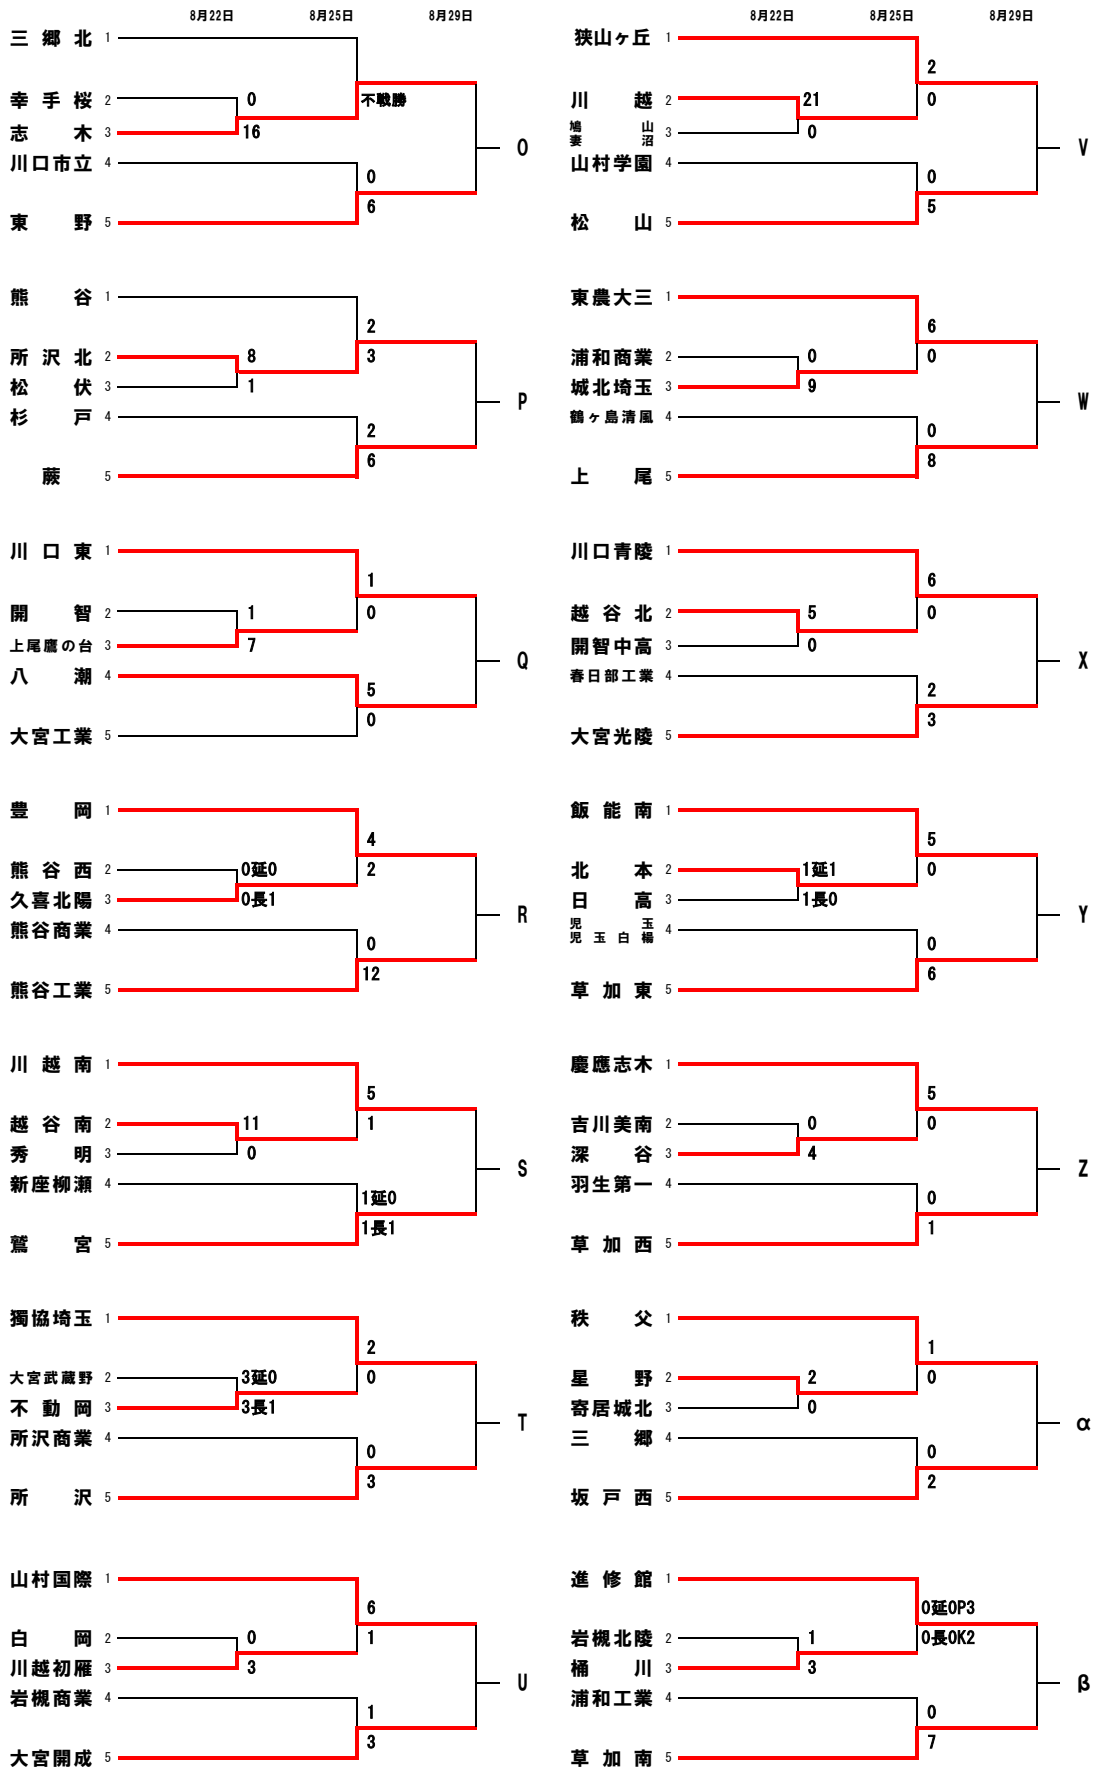 8月22日 8月25日 8月29日
三郷北 1
幸手桜 2 0
不戦勝
志木 3 16
O
川口市立 4
0
6
東野 5
熊谷 1
2
所沢北 2 8
3
松伏 3 1
P
杉戸 4
2
6
蕨 5
川口東 1
1
開智 2 1
0
上尾鷹の台 3 7
Q
八潮 4
5
0
大宮工業 5
豊岡 1
4
熊谷西 2 0延0
2
久喜北陽 3 0長1
R
熊谷商業 4
0
12
熊谷工業 5
川越南 1
5
越谷南 2 11
1
秀明 3 0
S
新座柳瀬 4
1延0
1長1
鷲宮 5
獨協埼玉 1
2
大宮武蔵野 2 3延0
0
不動岡 3 3長1
T
所沢商業 4
0
3
所沢 5
山村国際 1
6
白岡 2 0
1
川越初雁 3 3
U
岩槻商業 4
1
3
大宮開成 5
8月22日 8月25日 8月29日
狭山ヶ丘 1
2
川越 2 21
0
鳩山
妻沼 3 0
V
山村学園 4
0
5
松山 5
東農大三 1
6
浦和商業 2 0
0
城北埼玉 3 9
W
鶴ヶ島清風 4
0
8
上尾 5
川口青陵 1
6
越谷北 2 5
0
開智中高 3 0
X
春日部工業 4
2
3
大宮光陵 5
飯能南 1
5
北本 2 1延1
0
日高 3 1長0
Y
児玉
児玉白楊 4
0
6
草加東 5
慶應志木 1
5
吉川美南 2 0
0
深谷 3 4
Z
羽生第一 4
0
1
草加西 5
秩父 1
1
星野 2 2
0
寄居城北 3 0
α
三郷 4
0
2
坂戸西 5
進修館 1
0延0P3
岩槻北陵 2 1
0長0K2
桶川 3 3
β
浦和工業 4
0
7
草加南 5